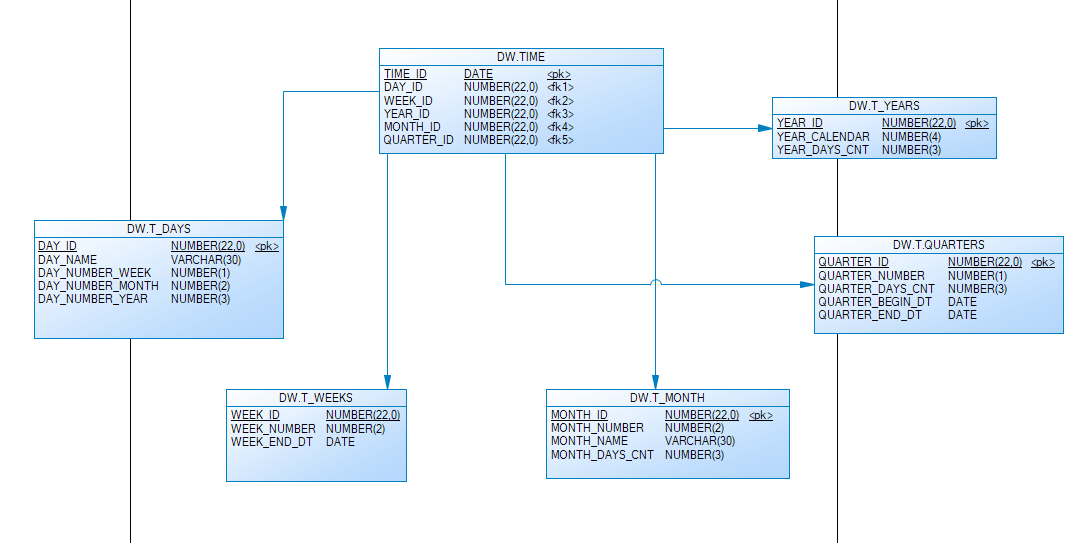 DW.TIME
TIME_ID DATE <pk>
DAY_ID NUMBER(22,0) <fk1>
WEEK_ID NUMBER(22,0) <fk2>
YEAR_ID NUMBER(22,0) <fk3>
MONTH_ID NUMBER(22,0) <fk4>
QUARTER_ID NUMBER(22,0) <fk5>
DW.T_YEARS
YEAR_ID NUMBER(22,0) <pk>
YEAR_CALENDAR NUMBER(4)
YEAR_DAYS_CNT NUMBER(3)
DW.T_DAYS
DAY_ID NUMBER(22,0) <pk>
DAY_NAME VARCHAR(30)
DAY_NUMBER_WEEK NUMBER(1)
DAY_NUMBER_MONTH NUMBER(2)
DAY_NUMBER_YEAR NUMBER(3)
DW.T.QUARTERS
QUARTER_ID NUMBER(22,0) <pk>
QUARTER_NUMBER NUMBER(1)
QUARTER_DAYS_CNT NUMBER(3)
QUARTER_BEGIN_DT DATE
QUARTER_END_DT DATE
DW.T_WEEKS
WEEK_ID NUMBER(22,0)
WEEK_NUMBER NUMBER(2)
WEEK_END_DT DATE
DW.T_MONTH
MONTH_ID NUMBER(22,0) <pk>
MONTH_NUMBER NUMBER(2)
MONTH_NAME VARCHAR(30)
MONTH_DAYS_CNT NUMBER(3)